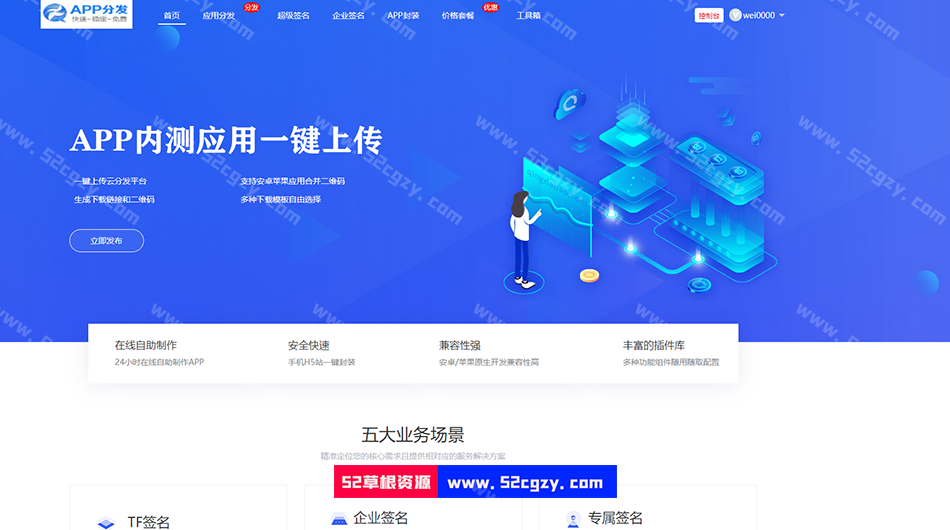 APP分发
快速-稳定-免费
首页 应用分发 分发 超级签名 企业签名 APP封装 价格套餐 优惠 工具箱 控制台 wei0000
APP内测应用一键上传
一键上传云分发平台 支持安卓苹果应用合并二维码
生成下载链接和二维码 多种下载模板自由选择
立即发布
在线自助制作 安全快速 兼容性强 丰富的插件库
24小时在线自助制作APP 手机H5站一键封装 安卓/苹果原生开发兼容性高 多种功能组件随用随取配置
五大业务场景
精准定位您的核心需求且提供相对应的服务解决方案
52草根资源 www.52cgzy.com
TF签名 企业签名 专属签名
www.52cgzy.com